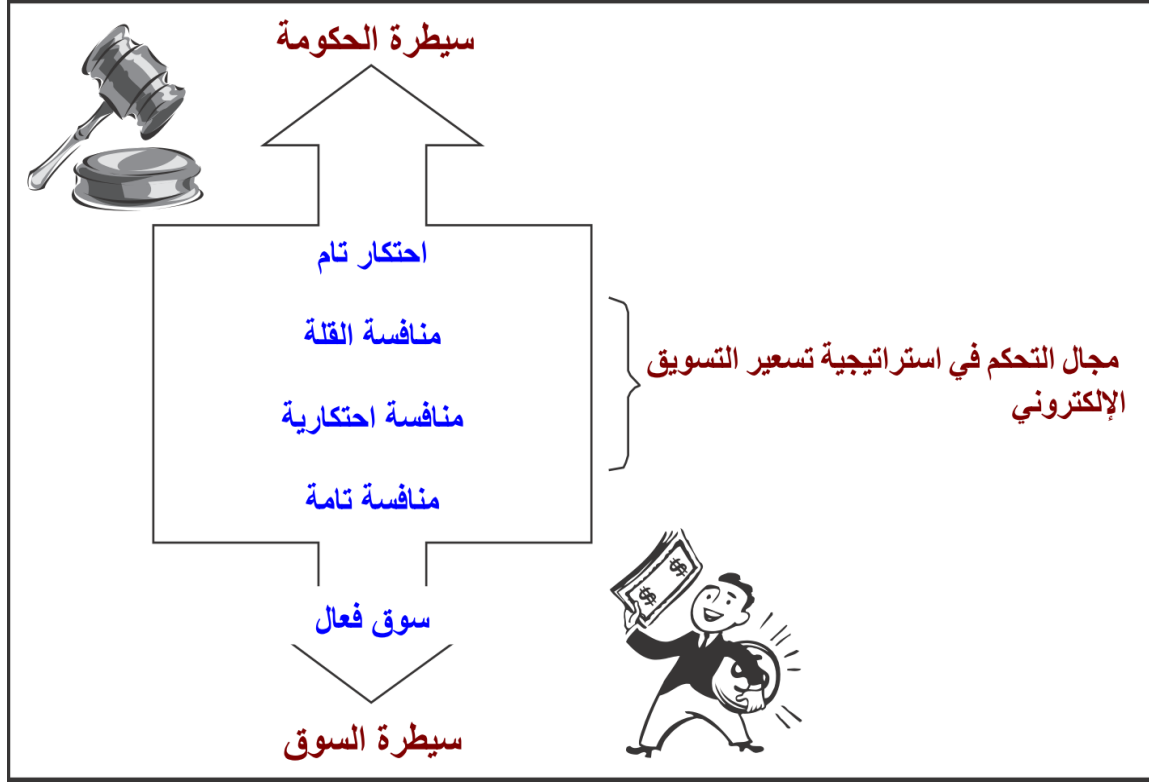 سيطرة الحكومة
احتكار تام
منافسة القلة
منافسة احتكارية
منافسة تامة
سوق فعال
سيطرة السوق
مجال التحكم في استراتيجية تسعير التسويق
الإلكتروني